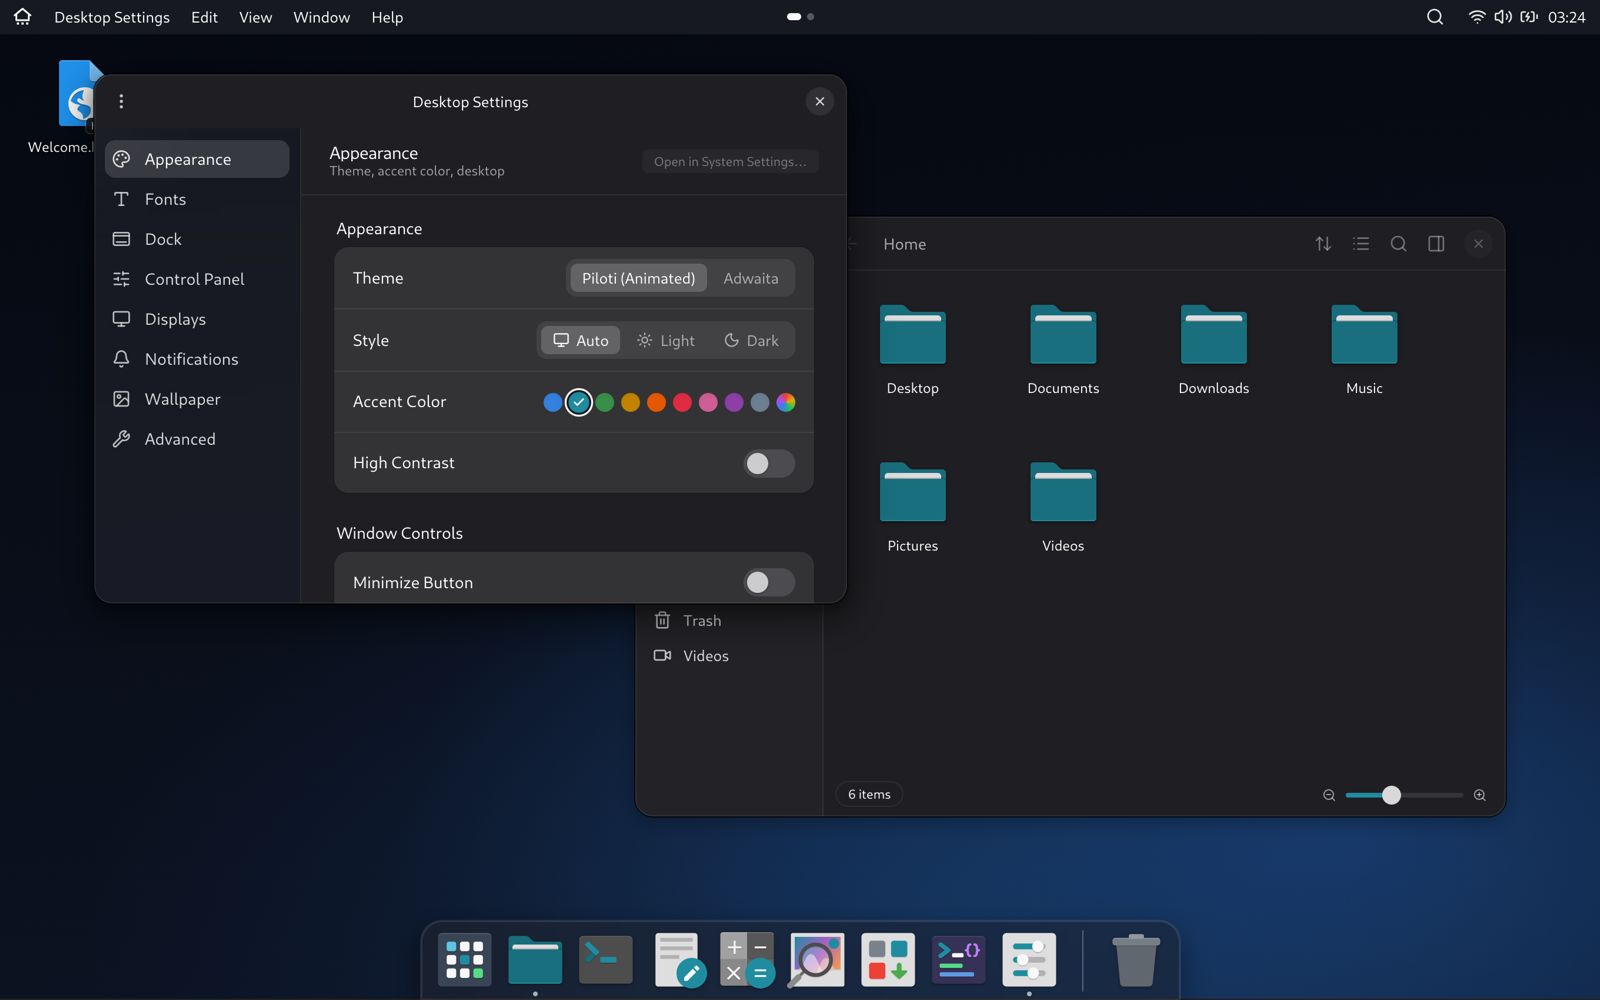 Desktop Settings Edit View Window Help
03:24
Welcome.
Desktop Settings
Appearance
Fonts
Dock
Control Panel
Displays
Notifications
Wallpaper
Advanced
Appearance
Theme, accent color, desktop
Open in System Settings...
Appearance
Theme
Piloti (Animated)
Adwaita
Style
Auto
Light
Dark
Accent Color
High Contrast
Window Controls
Minimize Button
Home
Desktop
Documents
Downloads
Music
Pictures
Videos
Trash
Videos
6 items